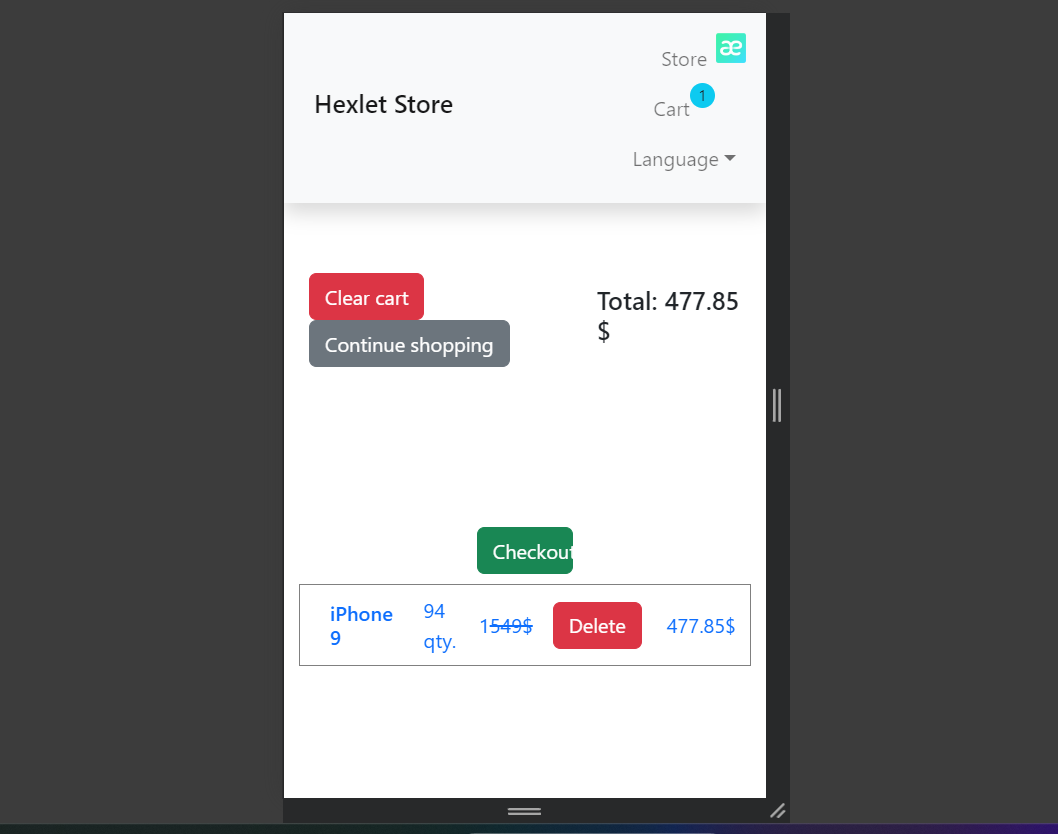 Store æ
Hexlet Store
Cart 1
Language
Clear cart
Total: 477.85
$
Continue shopping
Checkout
iPhone
9
94
qty.
1549$
Delete
477.85$